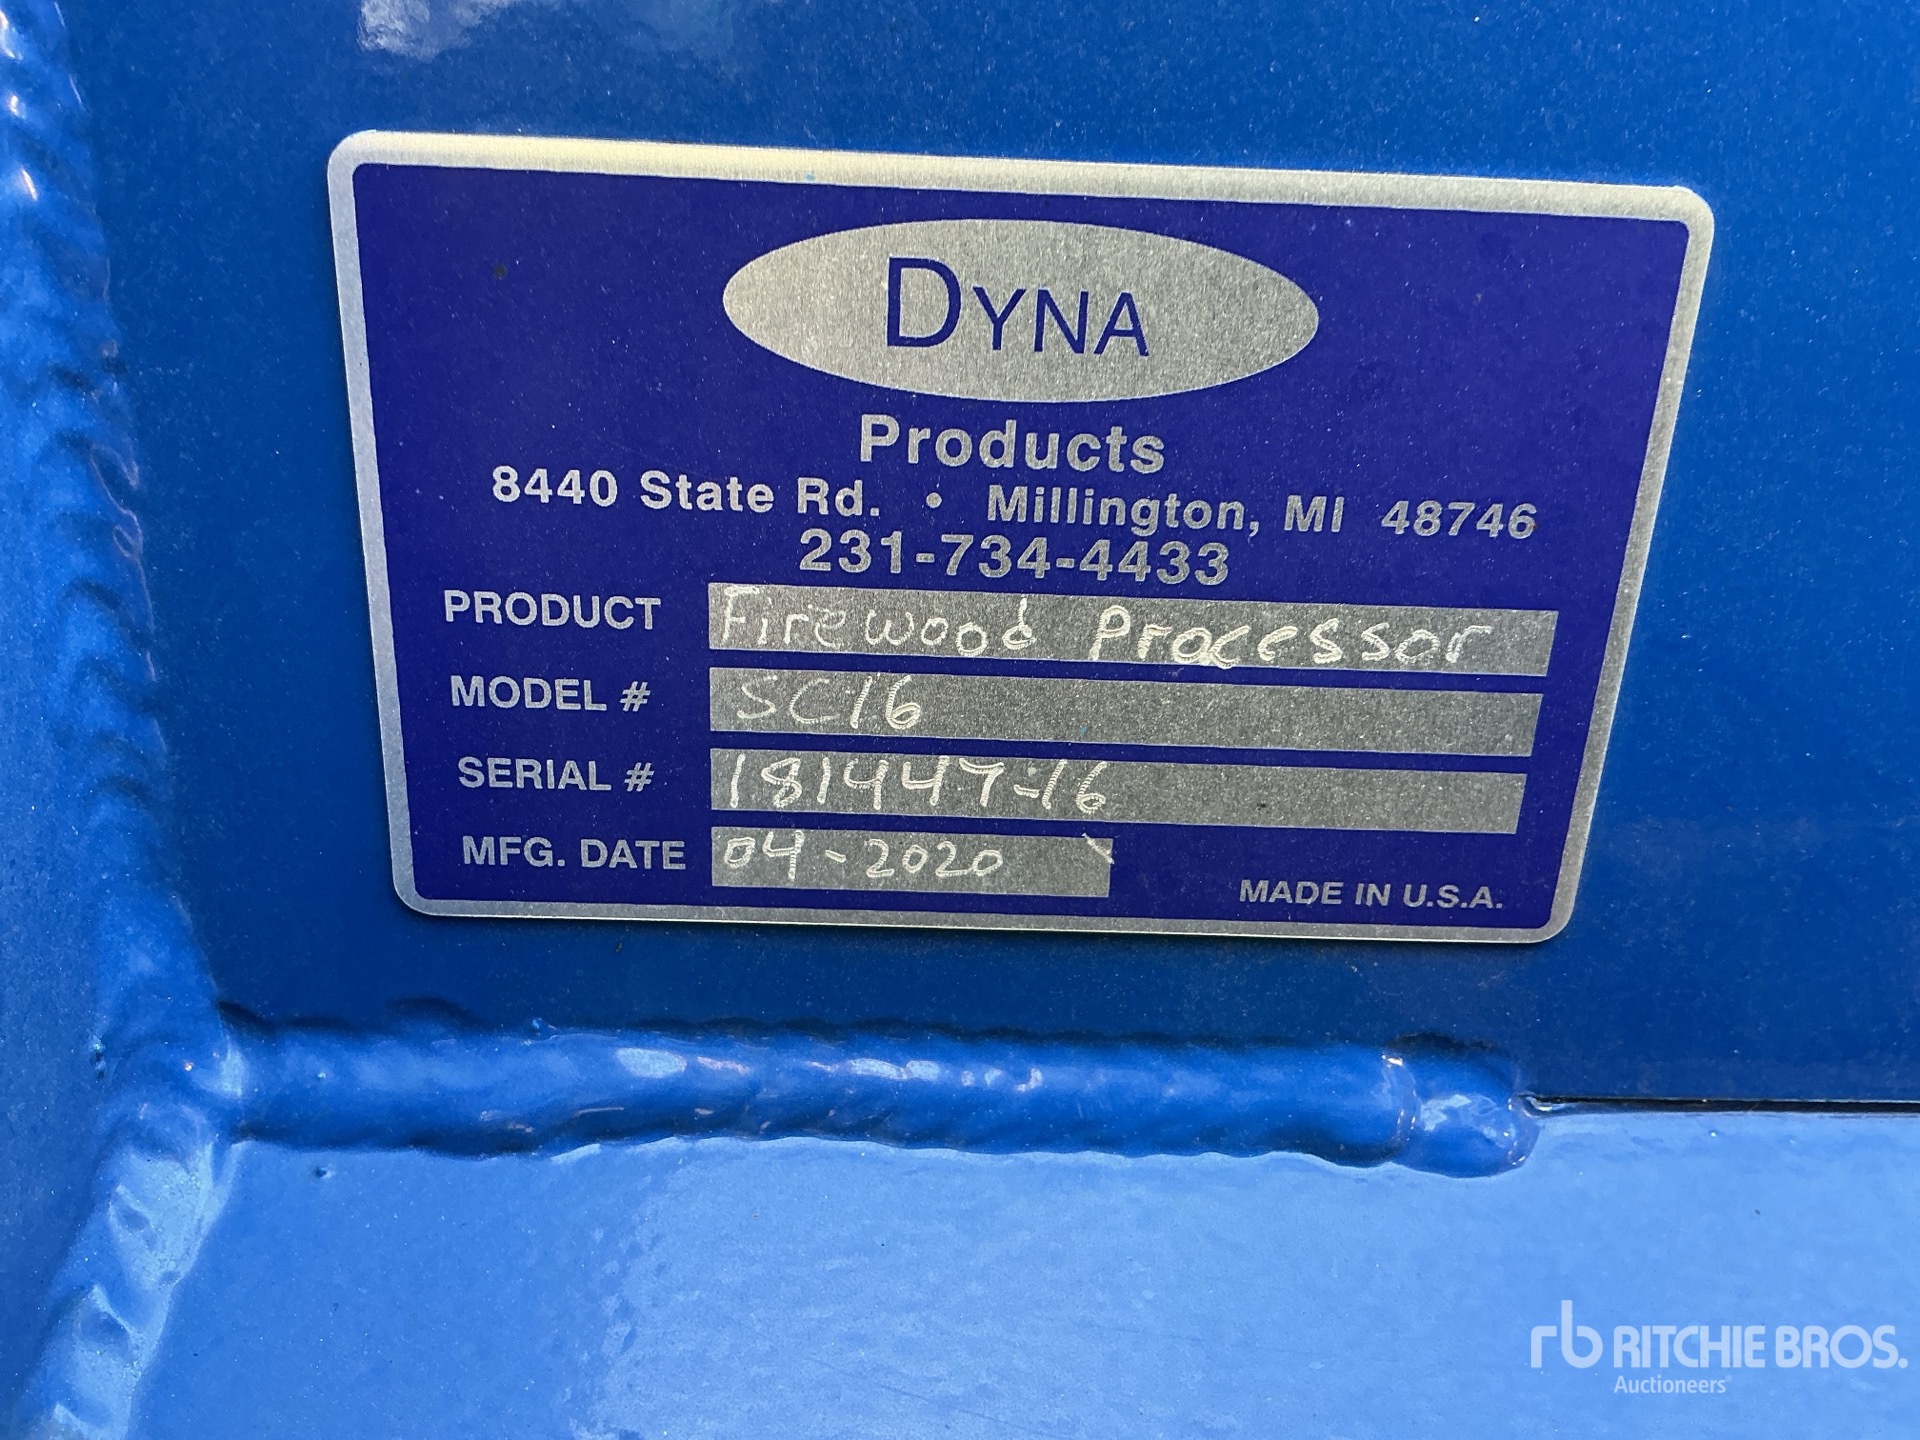 DYNA
Products
8440 State Rd. • Millington, MI 48746
231-734-4433
PRODUCT Firewood Processor
MODEL # SC16
SERIAL # 181447-16
MFG. DATE 04-2020
MADE IN U.S.A.
rb RITCHIE BROS.
Auctioneers